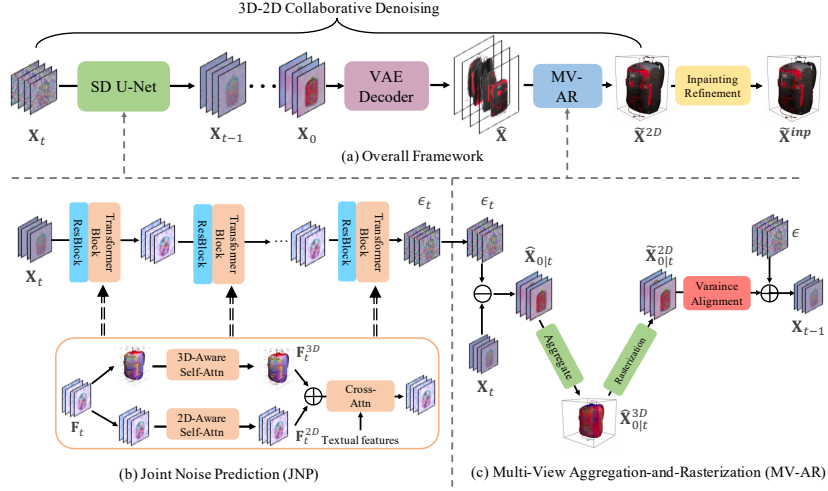 3D-2D Collaborative Denoising
SD U-Net
VAE
Decoder
MV-
AR
Inpainting
Refinement
X_t
X_{t-1}
X_0
X̂
X̃^{2D}
X̃^{inp}
(a) Overall Framework
ResBlock
Transformer
Block
ResBlock
Transformer
Block
ResBlock
Transformer
Block
X_t
ϵ_t
3D-Aware
Self-Attn
F_t^{3D}
F_t
2D-Aware
Self-Attn
F_t^{2D}
Cross-
Attn
Textual features
(b) Joint Noise Prediction (JNP)
ϵ_t
X̂_{0|t}
X_t
Aggregate
X̂_{0|t}^{3D}
Rasterization
X̃_{0|t}^{2D}
Varaince
Alignment
ϵ
X_{t-1}
(c) Multi-View Aggregation-and-Rasterization (MV-AR)